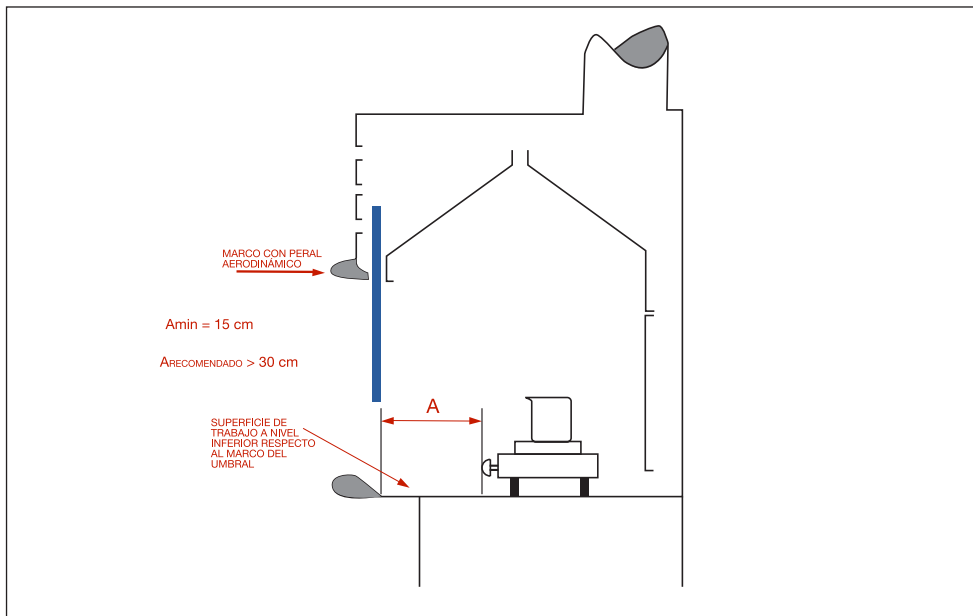 MARCO CON PERAL
AERODINÁMICO
Amin = 15 cm
ARECOMENDADO > 30 cm
A
SUPERFICIE DE
TRABAJO A NIVEL
INFERIOR RESPECTO
AL MARCO DEL
UMBRAL